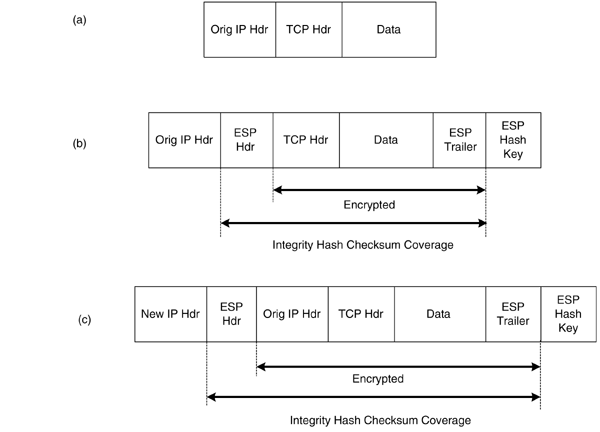 (a)
Orig IP Hdr TCP Hdr Data
(b)
Orig IP Hdr ESP Hdr TCP Hdr Data ESP Trailer ESP Hash Key
Encrypted
Integrity Hash Checksum Coverage
(c)
New IP Hdr ESP Hdr Orig IP Hdr TCP Hdr Data ESP Trailer ESP Hash Key
Encrypted
Integrity Hash Checksum Coverage